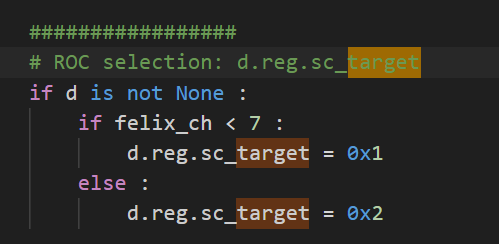 #################
# ROC selection: d.reg.sc_target
if d is not None :
    if felix_ch < 7 :
        d.reg.sc_target = 0x1
    else :
        d.reg.sc_target = 0x2